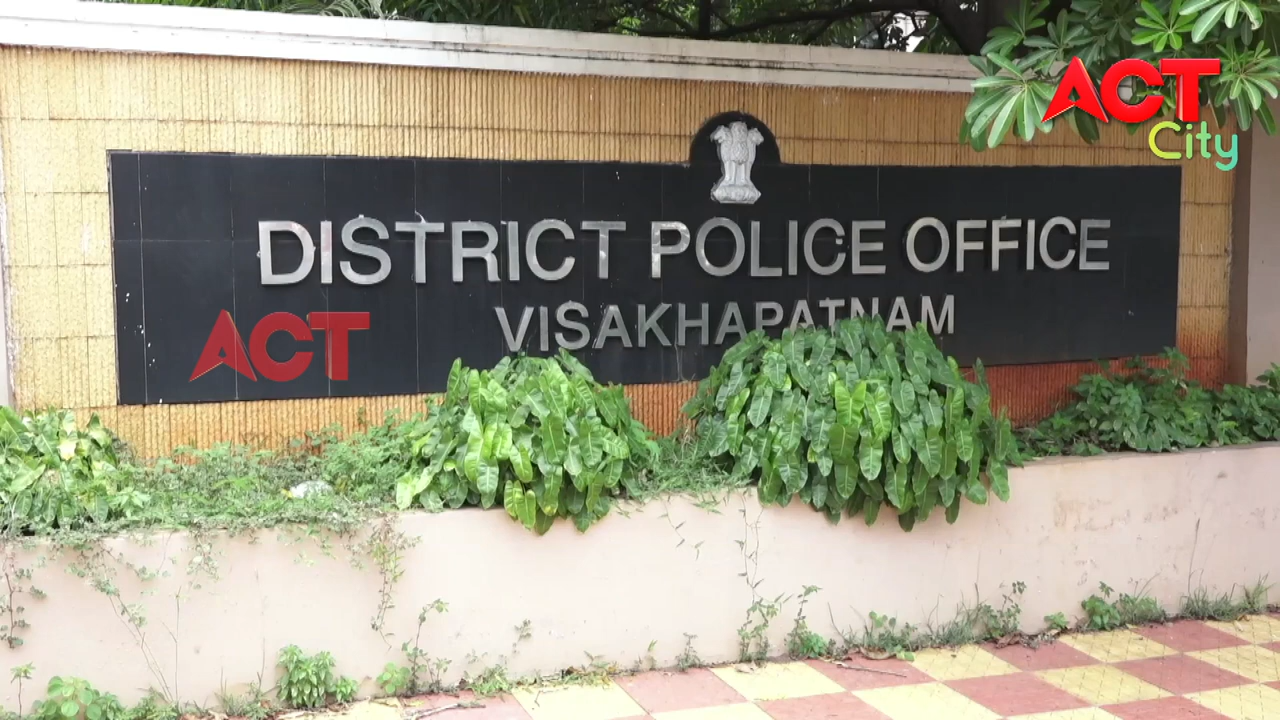 ACT
City
DISTRICT POLICE OFFICE
VISAKHAPATNAM
ACT